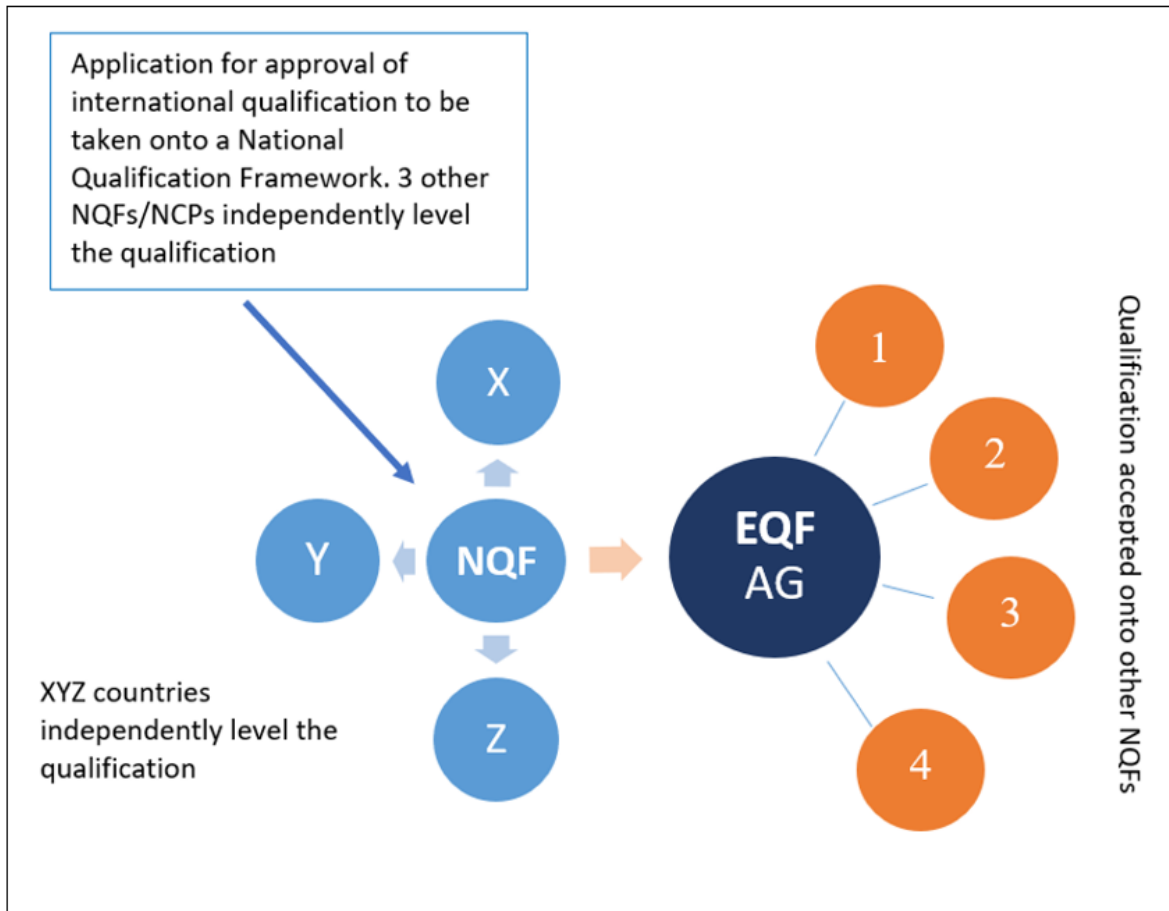 Application for approval of
international qualification to be
taken onto a National
Qualification Framework. 3 other
NQFs/NCPs independently level
the qualification
X
Y
NQF
Z
XYZ countries
independently level the
qualification
EQF
AG
1
2
3
4
Qualification accepted onto other NQFs